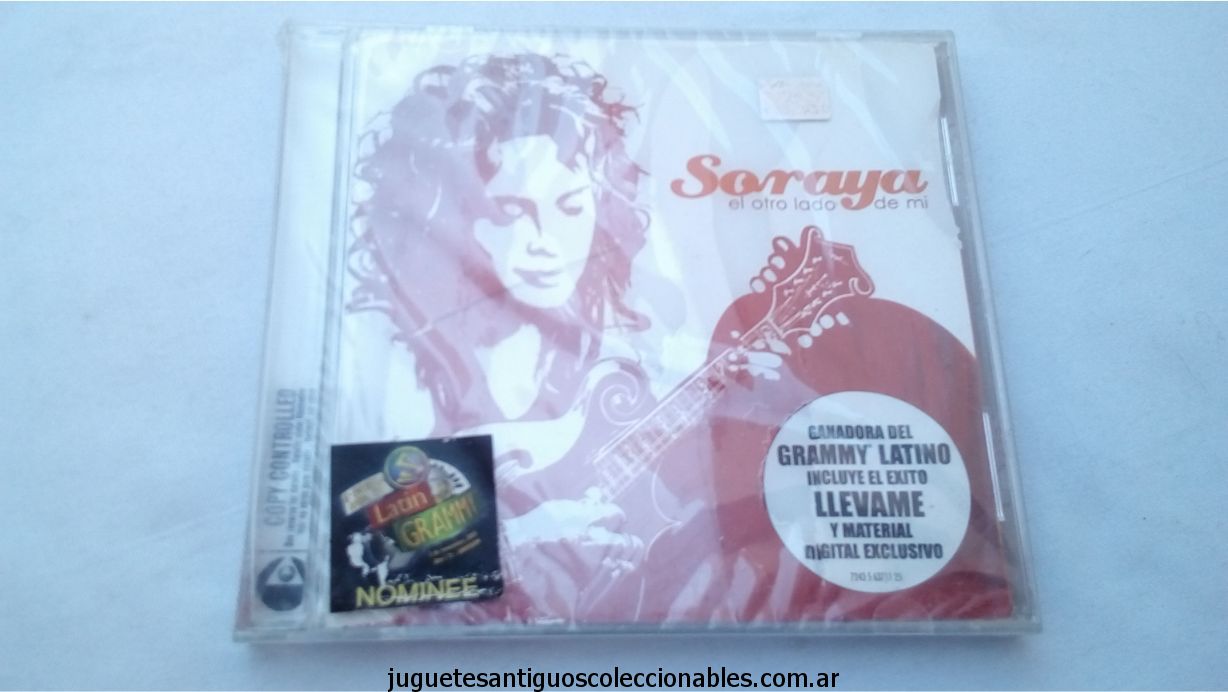 Soraya
el otro lado de mi
COPY CONTROLLED
Latin
GRAMMY
NOMINEE
GANADORA DEL
GRAMMY LATINO
INCLUYE EL EXITO
LLEVAME
Y MATERIAL
DIGITAL EXCLUSIVO
juguetesantiguoscoleccionables.com.ar